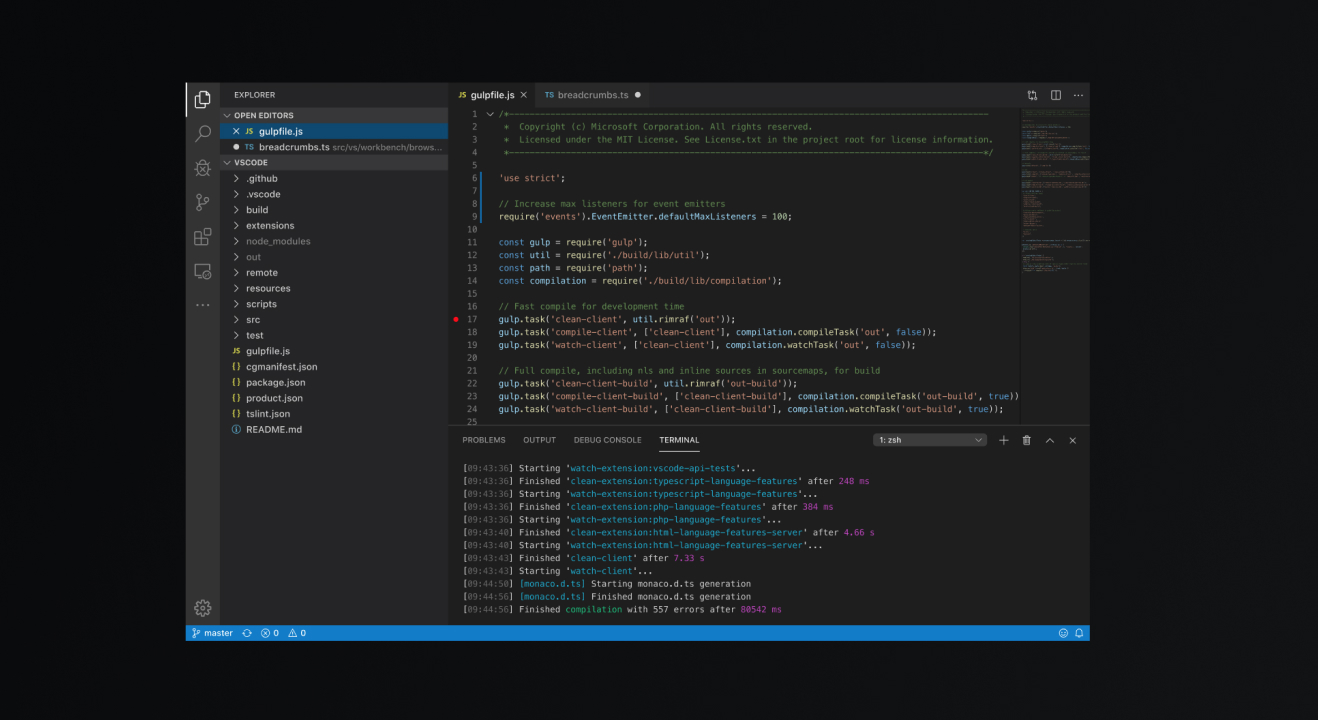 EXPLORER
OPEN EDITORS
JS gulpfile.js
TS breadcrumbs.ts src/vs/workbench/brows...
VSCODE
.github
.vscode
build
extensions
node_modules
out
remote
resources
scripts
src
test
JS gulpfile.js
{} cgmanifest.json
{} package.json
{} product.json
{} tslint.json
README.md
JS gulpfile.js
TS breadcrumbs.ts
1 /*---------------------------------------------------------------------------------------------
2 * Copyright (c) Microsoft Corporation. All rights reserved.
3 * Licensed under the MIT License. See License.txt in the project root for license information.
4 *--------------------------------------------------------------------------------------------*/
5
6 'use strict';
7
8 // Increase max listeners for event emitters
9 require('events').EventEmitter.defaultMaxListeners = 100;
10
11 const gulp = require('gulp');
12 const util = require('./build/lib/util');
13 const path = require('path');
14 const compilation = require('./build/lib/compilation');
15
16 // Fast compile for development time
17 gulp.task('clean-client', util.rimraf('out'));
18 gulp.task('compile-client', ['clean-client'], compilation.compileTask('out', false));
19 gulp.task('watch-client', ['clean-client'], compilation.watchTask('out', false));
20
21 // Full compile, including nls and inline sources in sourcemaps, for build
22 gulp.task('clean-client-build', util.rimraf('out-build'));
23 gulp.task('compile-client-build', ['clean-client-build'], compilation.compileTask('out-build', true))
24 gulp.task('watch-client-build', ['clean-client-build'], compilation.watchTask('out-build', true));
25
PROBLEMS OUTPUT DEBUG CONSOLE TERMINAL 1: zsh
[09:43:36] Starting 'watch-extension:vscode-api-tests'...
[09:43:36] Finished 'clean-extension:typescript-language-features' after 248 ms
[09:43:36] Starting 'watch-extension:typescript-language-features'...
[09:43:36] Finished 'clean-extension:php-language-features' after 384 ms
[09:43:36] Starting 'watch-extension:php-language-features'...
[09:43:40] Finished 'clean-extension:html-language-features-server' after 4.66 s
[09:43:40] Starting 'watch-extension:html-language-features-server'...
[09:43:43] Finished 'clean-client' after 7.33 s
[09:43:43] Starting 'watch-client'...
[09:44:50] [monaco.d.ts] Starting monaco.d.ts generation
[09:44:56] [monaco.d.ts] Finished monaco.d.ts generation
[09:44:56] Finished compilation with 557 errors after 80542 ms
master 0 0